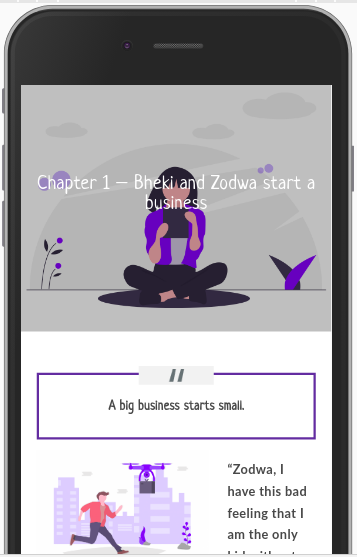 Chapter 1 – Bheki and Zodwa start a
business
"
A big business starts small.
“Zodwa, I
have this bad
feeling that I
am the only